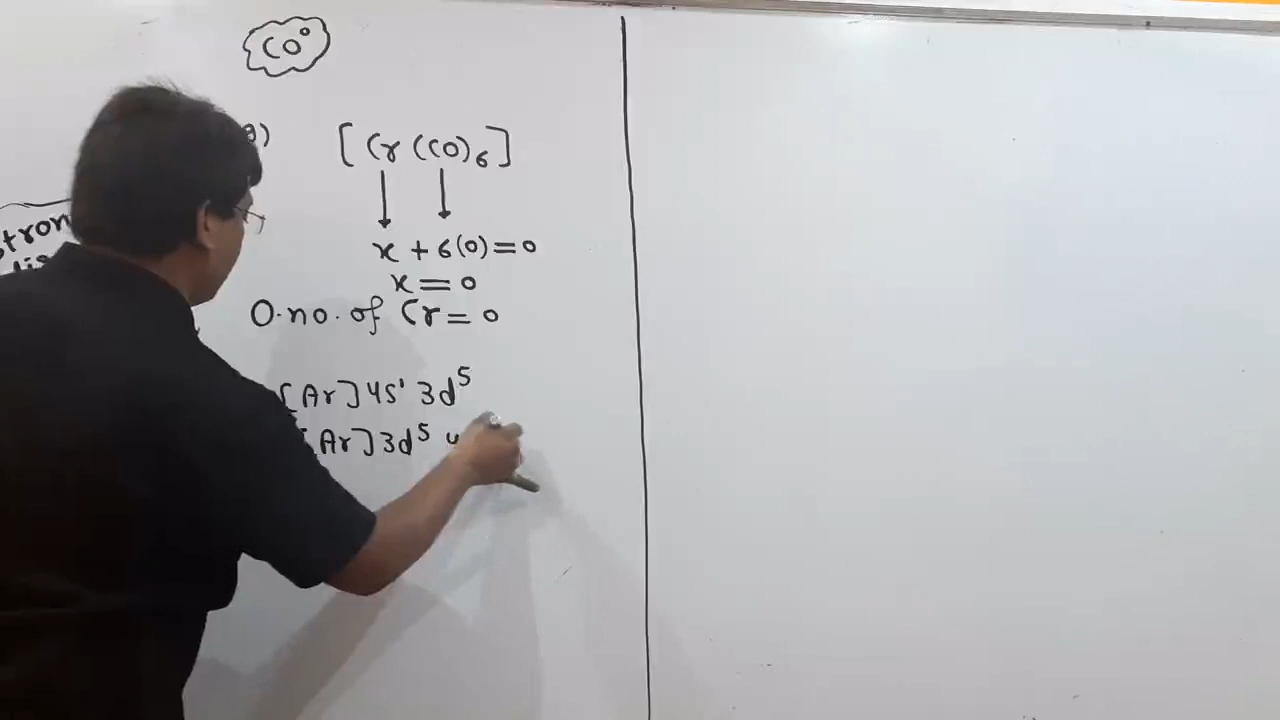 CO°
[Cr(CO)₆]
x + 6(0) = 0
x = 0
O.no. of Cr = 0
[Ar] 4s¹ 3d⁵
[Ar] 3d⁵